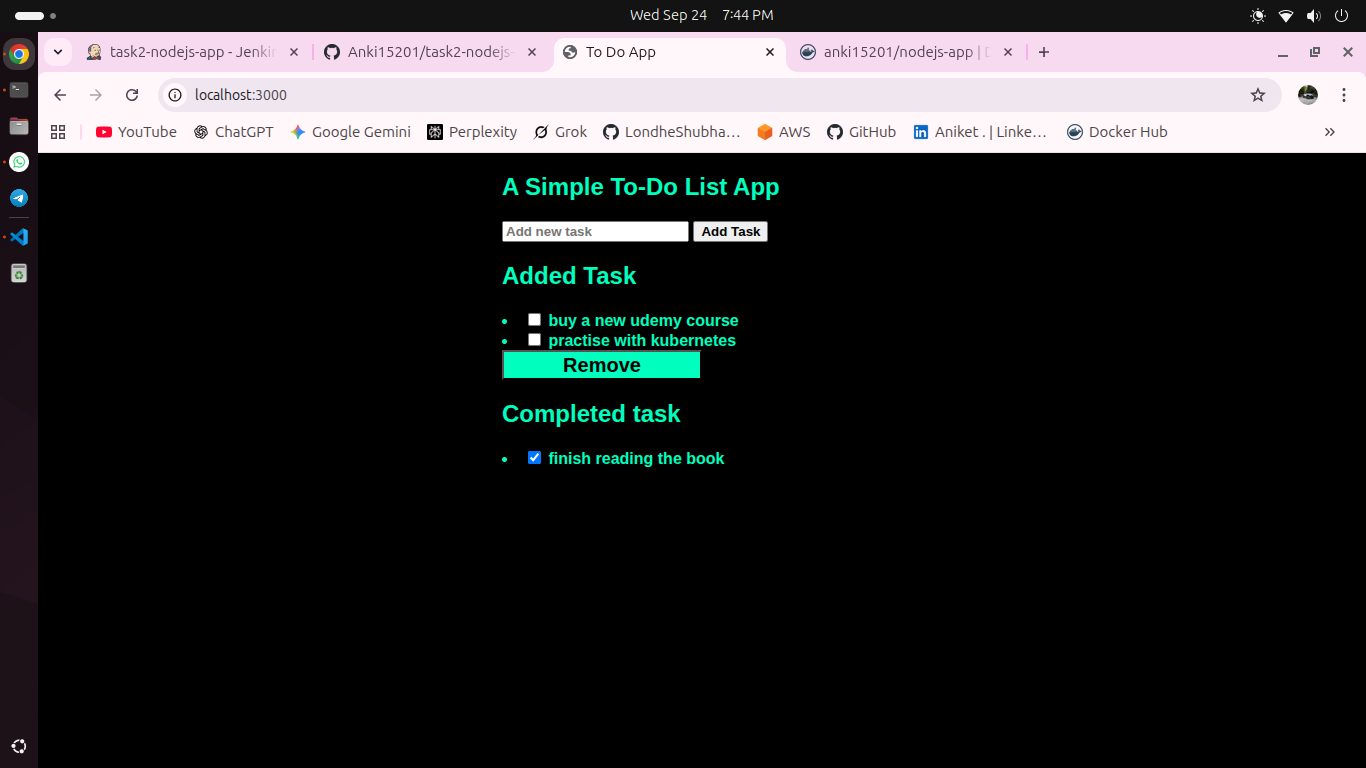 Wed Sep 24 7:44 PM
task2-nodejs-app - Jenkin
Anki15201/task2-nodejs-
To Do App
anki15201/nodejs-app | D
localhost:3000
YouTube
ChatGPT
Google Gemini
Perplexity
Grok
LondheShubha…
AWS
GitHub
Aniket . | Linke…
Docker Hub
A Simple To-Do List App
Add new task
Add Task
Added Task
buy a new udemy course
practise with kubernetes
Remove
Completed task
finish reading the book